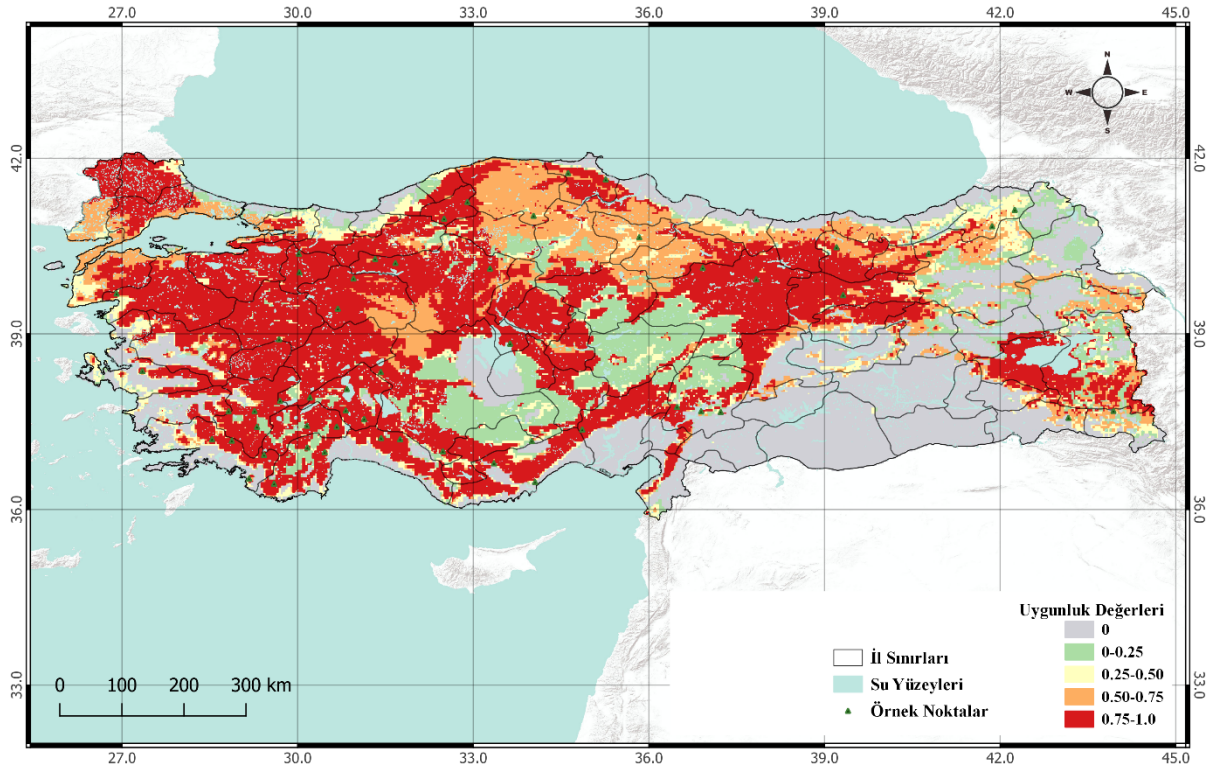 27.0 30.0 33.0 36.0 39.0 42.0 45.0
N
W E
S
42.0 42.0
39.0 39.0
36.0 36.0
33.0 33.0
Uygunluk Değerleri
0
0-0.25
0.25-0.50
0.50-0.75
0.75-1.0
İl Sınırları
Su Yüzeyleri
Örnek Noktalar
0 100 200 300 km
27.0 30.0 33.0 36.0 39.0 42.0 45.0